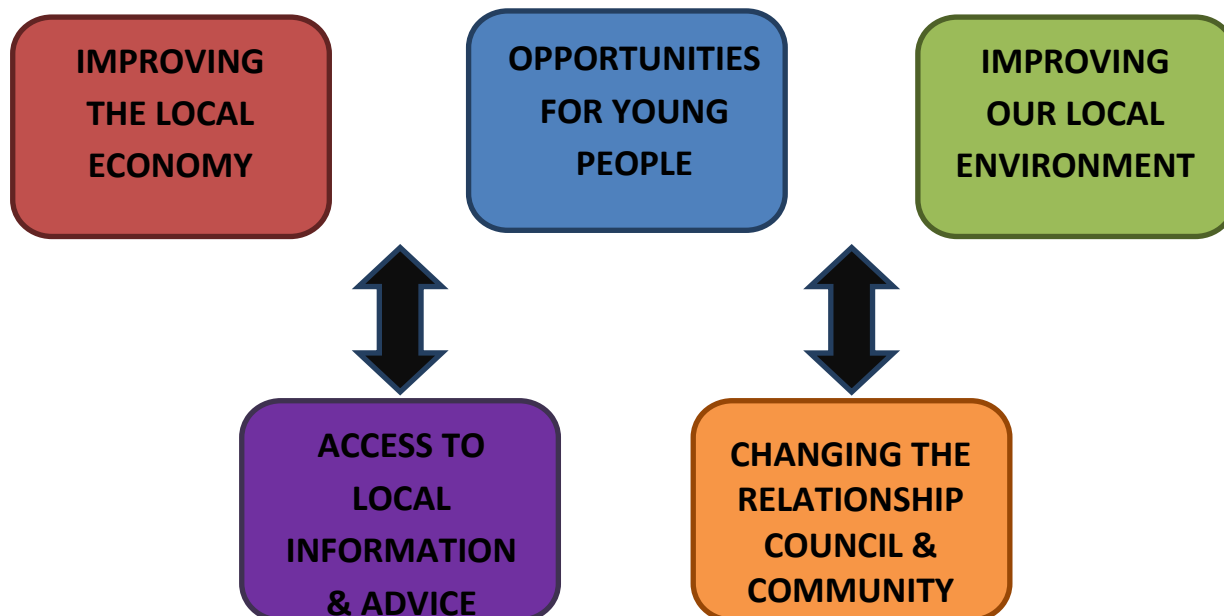 IMPROVING
THE LOCAL
ECONOMY
OPPORTUNITIES
FOR YOUNG
PEOPLE
IMPROVING
OUR LOCAL
ENVIRONMENT
ACCESS TO
LOCAL
INFORMATION
& ADVICE
CHANGING THE
RELATIONSHIP
COUNCIL &
COMMUNITY